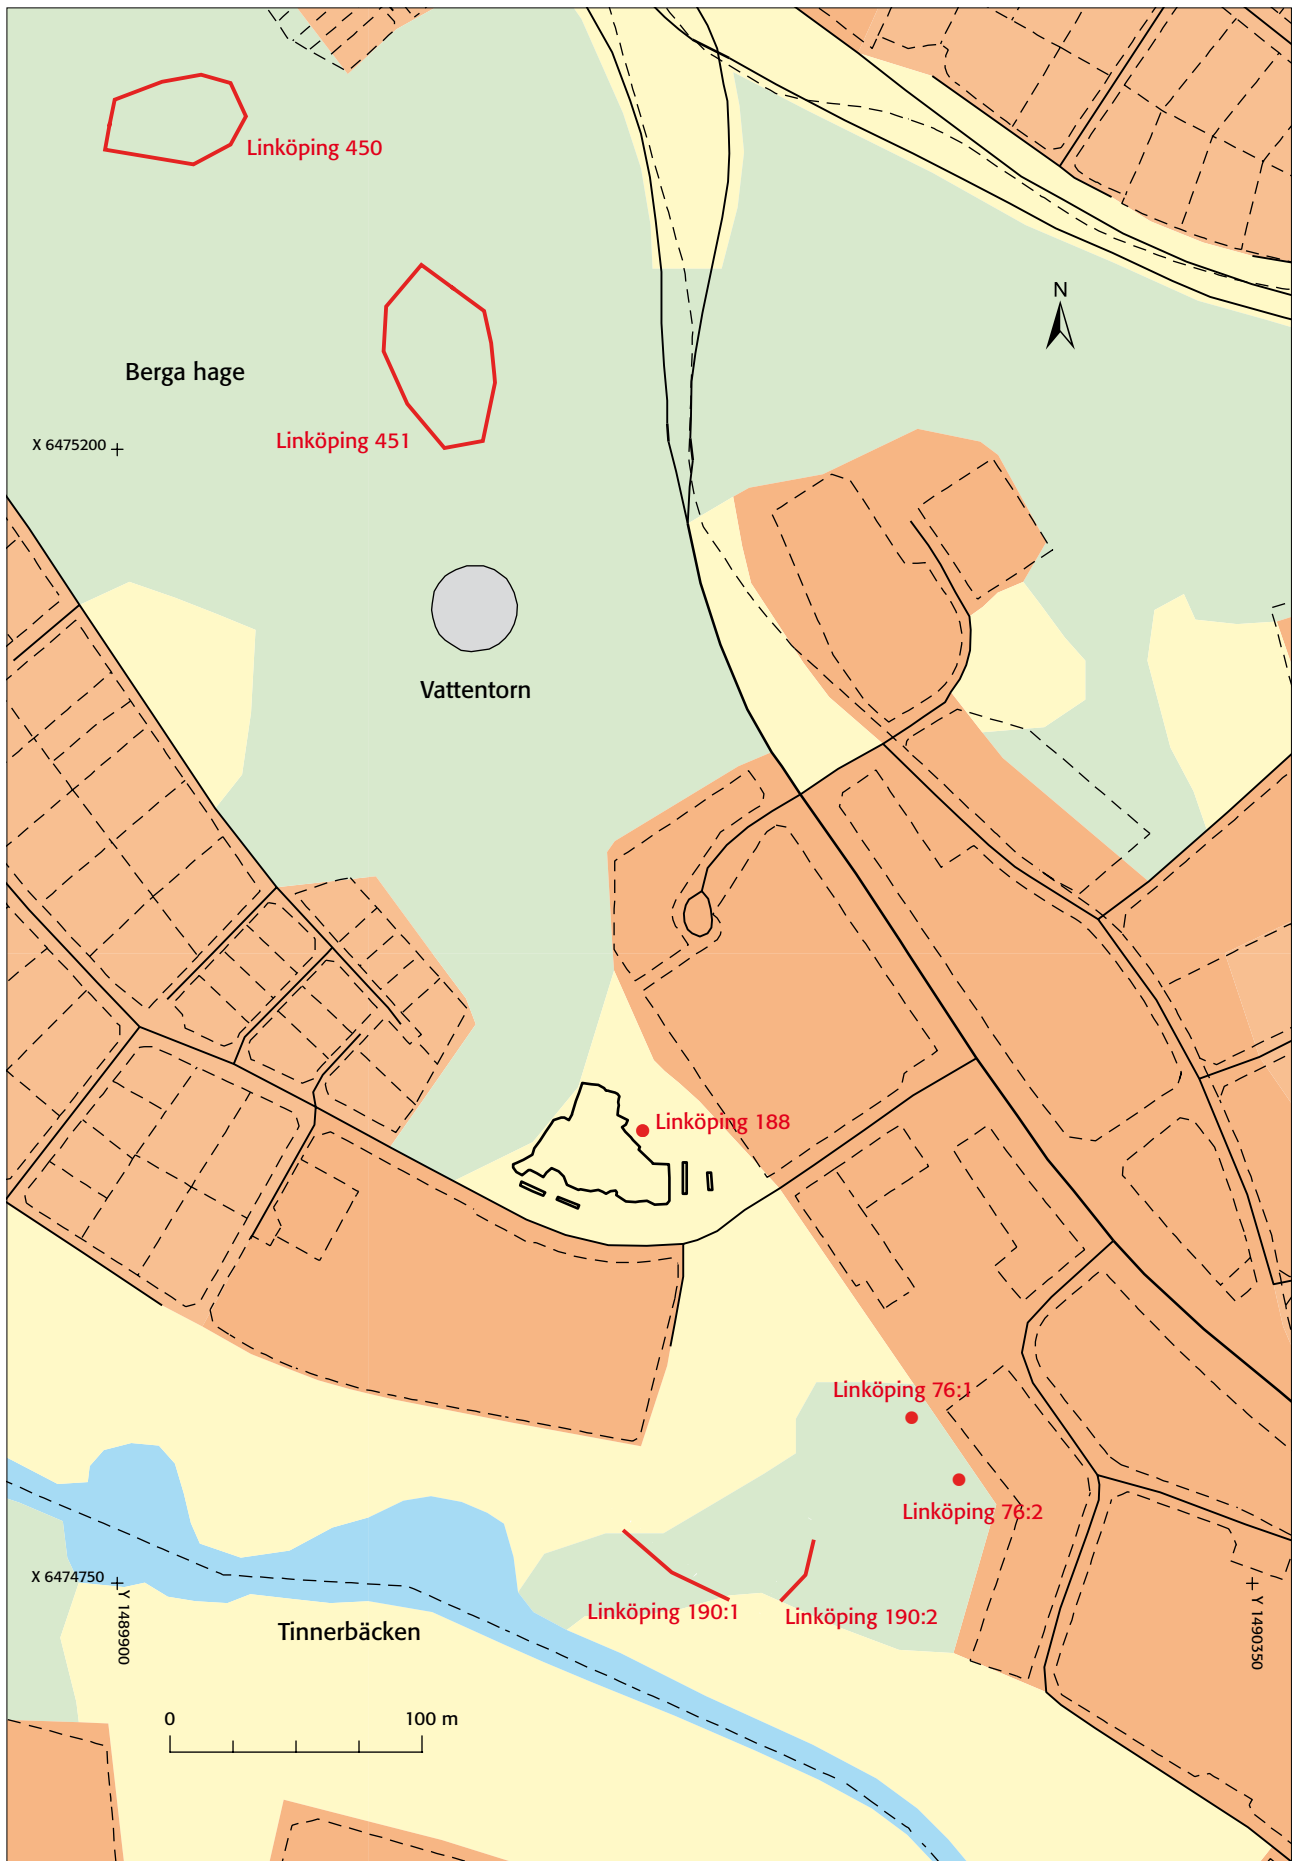 Linköping 450
N
Berga hage
Linköping 451
X 6475200
Vattentorn
Linköping 188
Linköping 76:1
Linköping 76:2
X 6474750
Y 1489900
Y 1490350
Linköping 190:1
Linköping 190:2
Tinnerbäcken
0 100 m